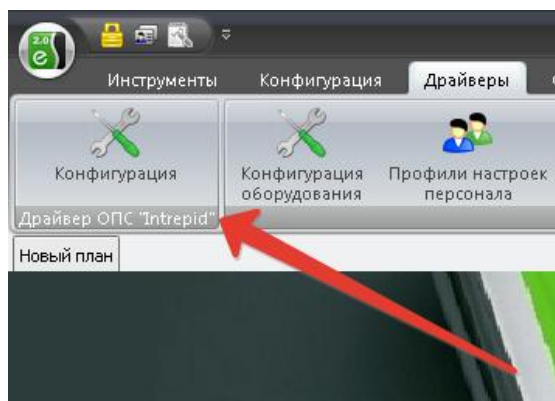 2.0
e
Инструменты Конфигурация Драйверы
Конфигурация
Конфигурация оборудования
Профили настроек персонала
Драйвер ОПС "Intrepid"
Новый план